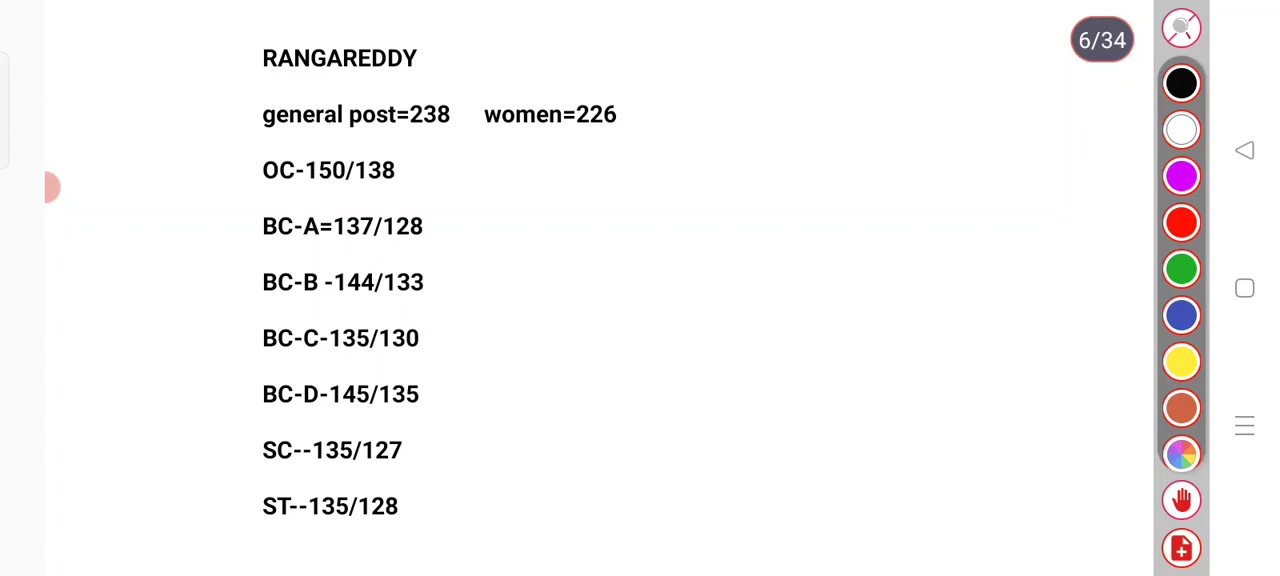 6/34
RANGAREDDY
general post=238 women=226
OC-150/138
BC-A=137/128
BC-B -144/133
BC-C-135/130
BC-D-145/135
SC--135/127
ST--135/128